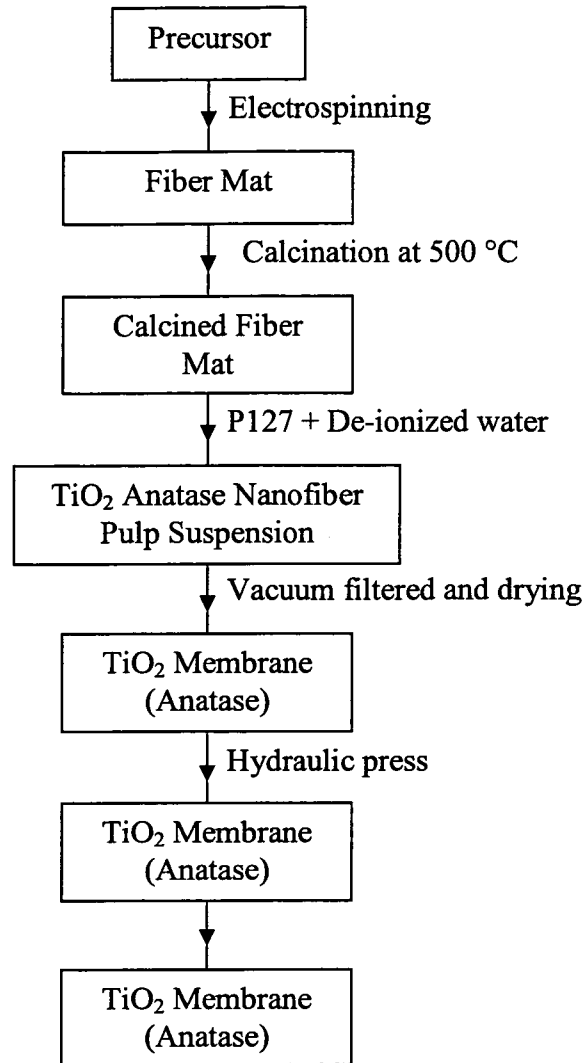 Precursor
Electrospinning
Fiber Mat
Calcination at 500 °C
Calcined Fiber
Mat
P127 + De-ionized water
TiO₂ Anatase Nanofiber
Pulp Suspension
Vacuum filtered and drying
TiO₂ Membrane
(Anatase)
Hydraulic press
TiO₂ Membrane
(Anatase)
TiO₂ Membrane
(Anatase)